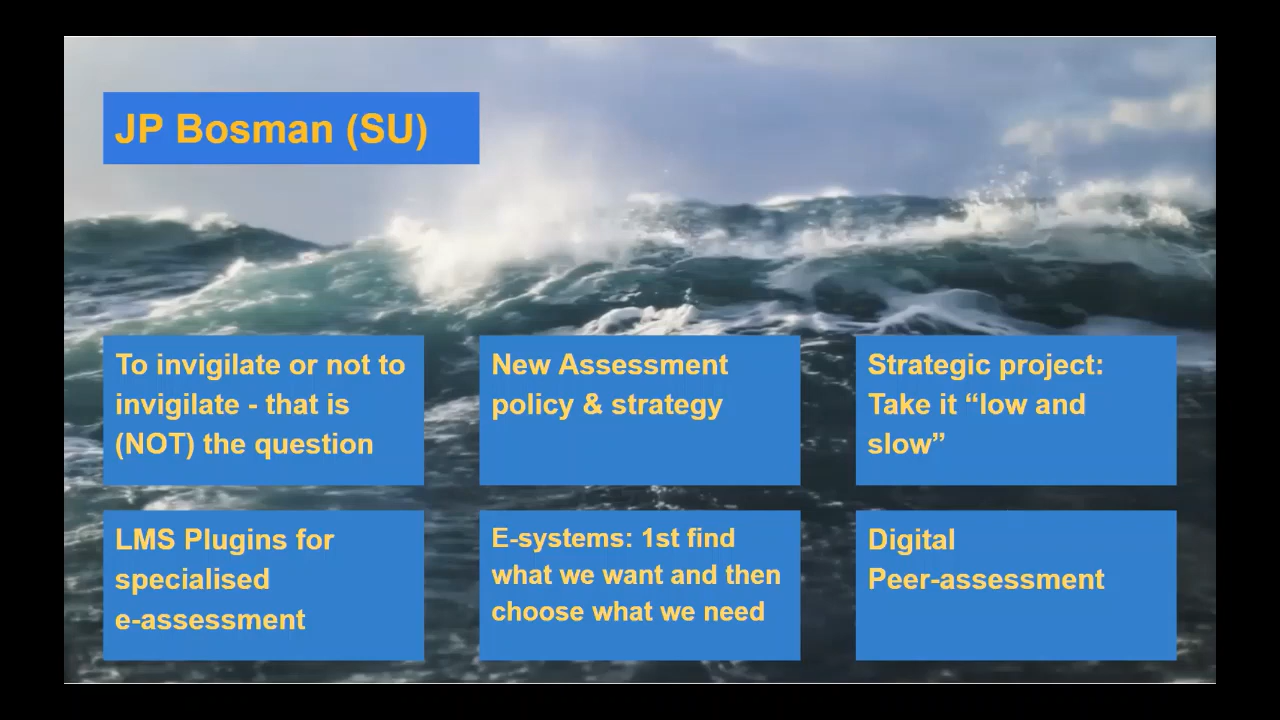 JP Bosman (SU)
To invigilate or not to
invigilate - that is
(NOT) the question
New Assessment
policy & strategy
Strategic project:
Take it “low and
slow”
LMS Plugins for
specialised
e-assessment
E-systems: 1st find
what we want and then
choose what we need
Digital
Peer-assessment